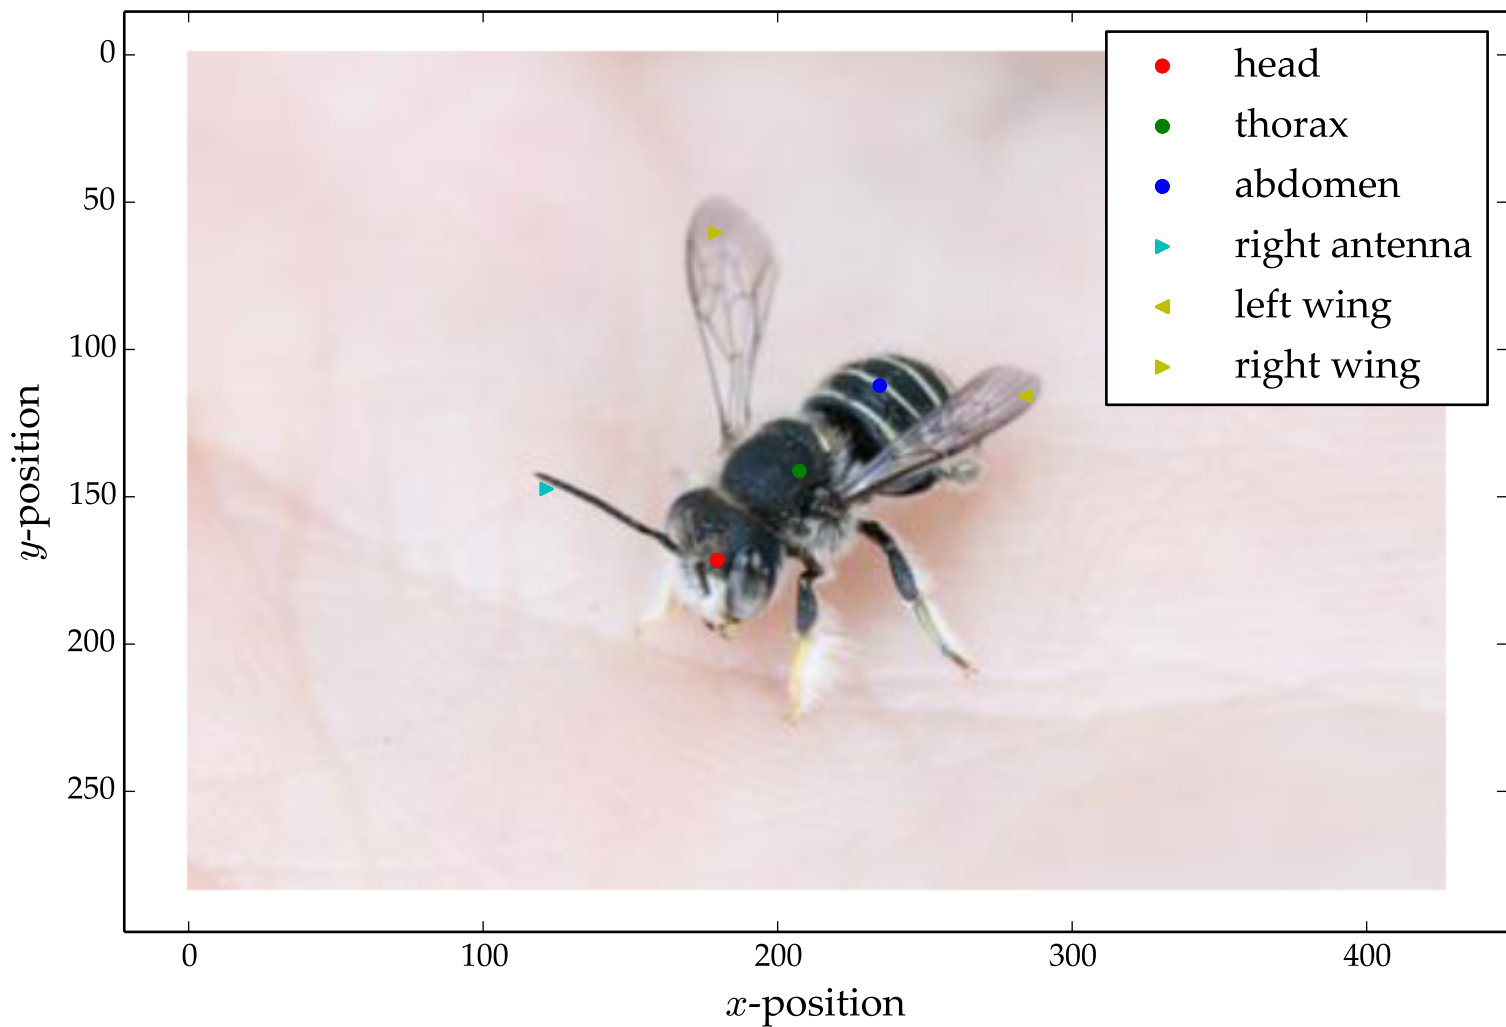 head
thorax
abdomen
right antenna
left wing
right wing
0
50
100
150
200
250
y-position
0
100
200
300
400
x-position